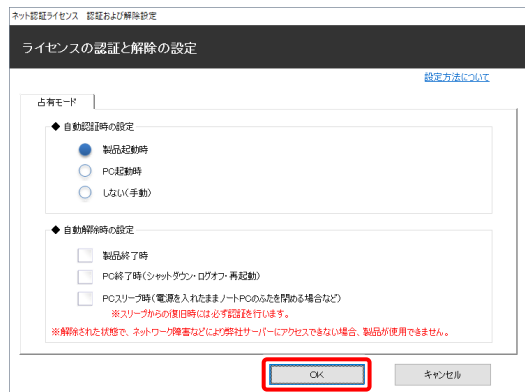 ネット認証ライセンス 認証および解除設定
ライセンスの認証と解除の設定
設定方法について
占有モード
◆ 自動認証時の設定
製品起動時
PC起動時
しない(手動)
◆ 自動解除時の設定
製品終了時
PC終了時(シャットダウン・ログオフ・再起動)
PCスリープ時(電源を入れたままノートPCのふたを閉める場合など)
※スリープからの復旧時には必ず認証を行います。
※解除された状態で、ネットワーク障害などにより弊社サーバーにアクセスできない場合、製品が使用できません。
OK キャンセル